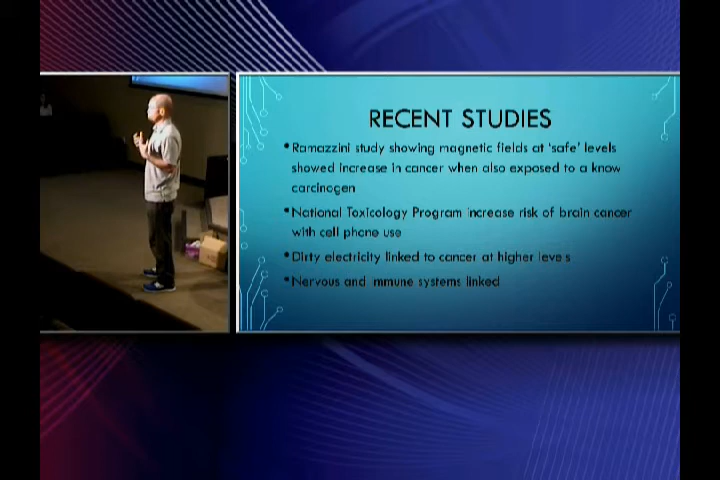 RECENT STUDIES
• Ramazzini study showing magnetic fields at 'safe' levels
showed increase in cancer when also exposed to a know
carcinogen
• National Toxicology Program increase risk of brain cancer
with cell phone use
• Dirty electricity linked to cancer at higher levels
• Nervous and immune systems linked